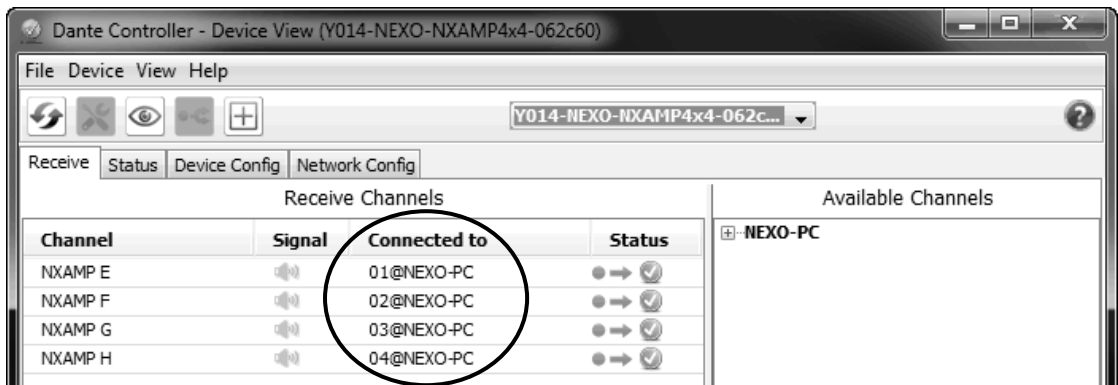 Dante Controller - Device View (Y014-NEXO-NXAMP4x4-062c60)
File Device View Help
Y014-NEXO-NXAMP4x4-062c...
?
Receive Status Device Config Network Config
Receive Channels Available Channels
Channel Signal Connected to Status
NEXO-PC
NXAMP E 01@NEXO-PC
NXAMP F 02@NEXO-PC
NXAMP G 03@NEXO-PC
NXAMP H 04@NEXO-PC